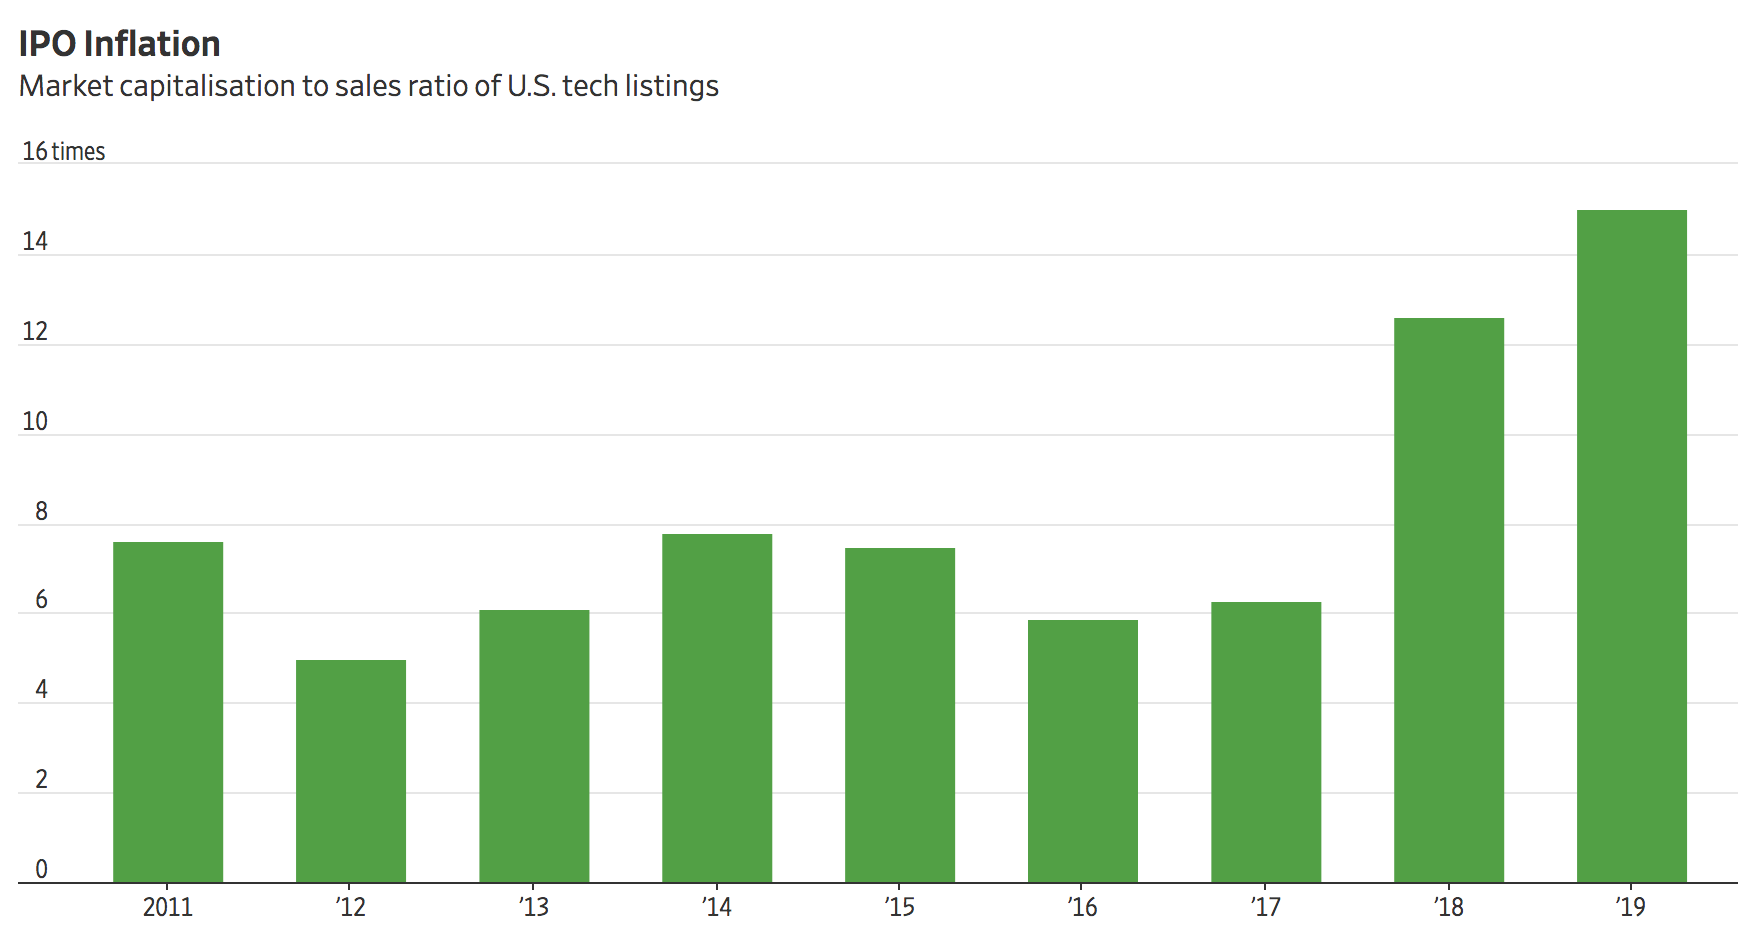 IPO Inflation
Market capitalisation to sales ratio of U.S. tech listings
16 times
14
12
10
8
6
4
2
0
2011 ’12 ’13 ’14 ’15 ’16 ’17 ’18 ’19